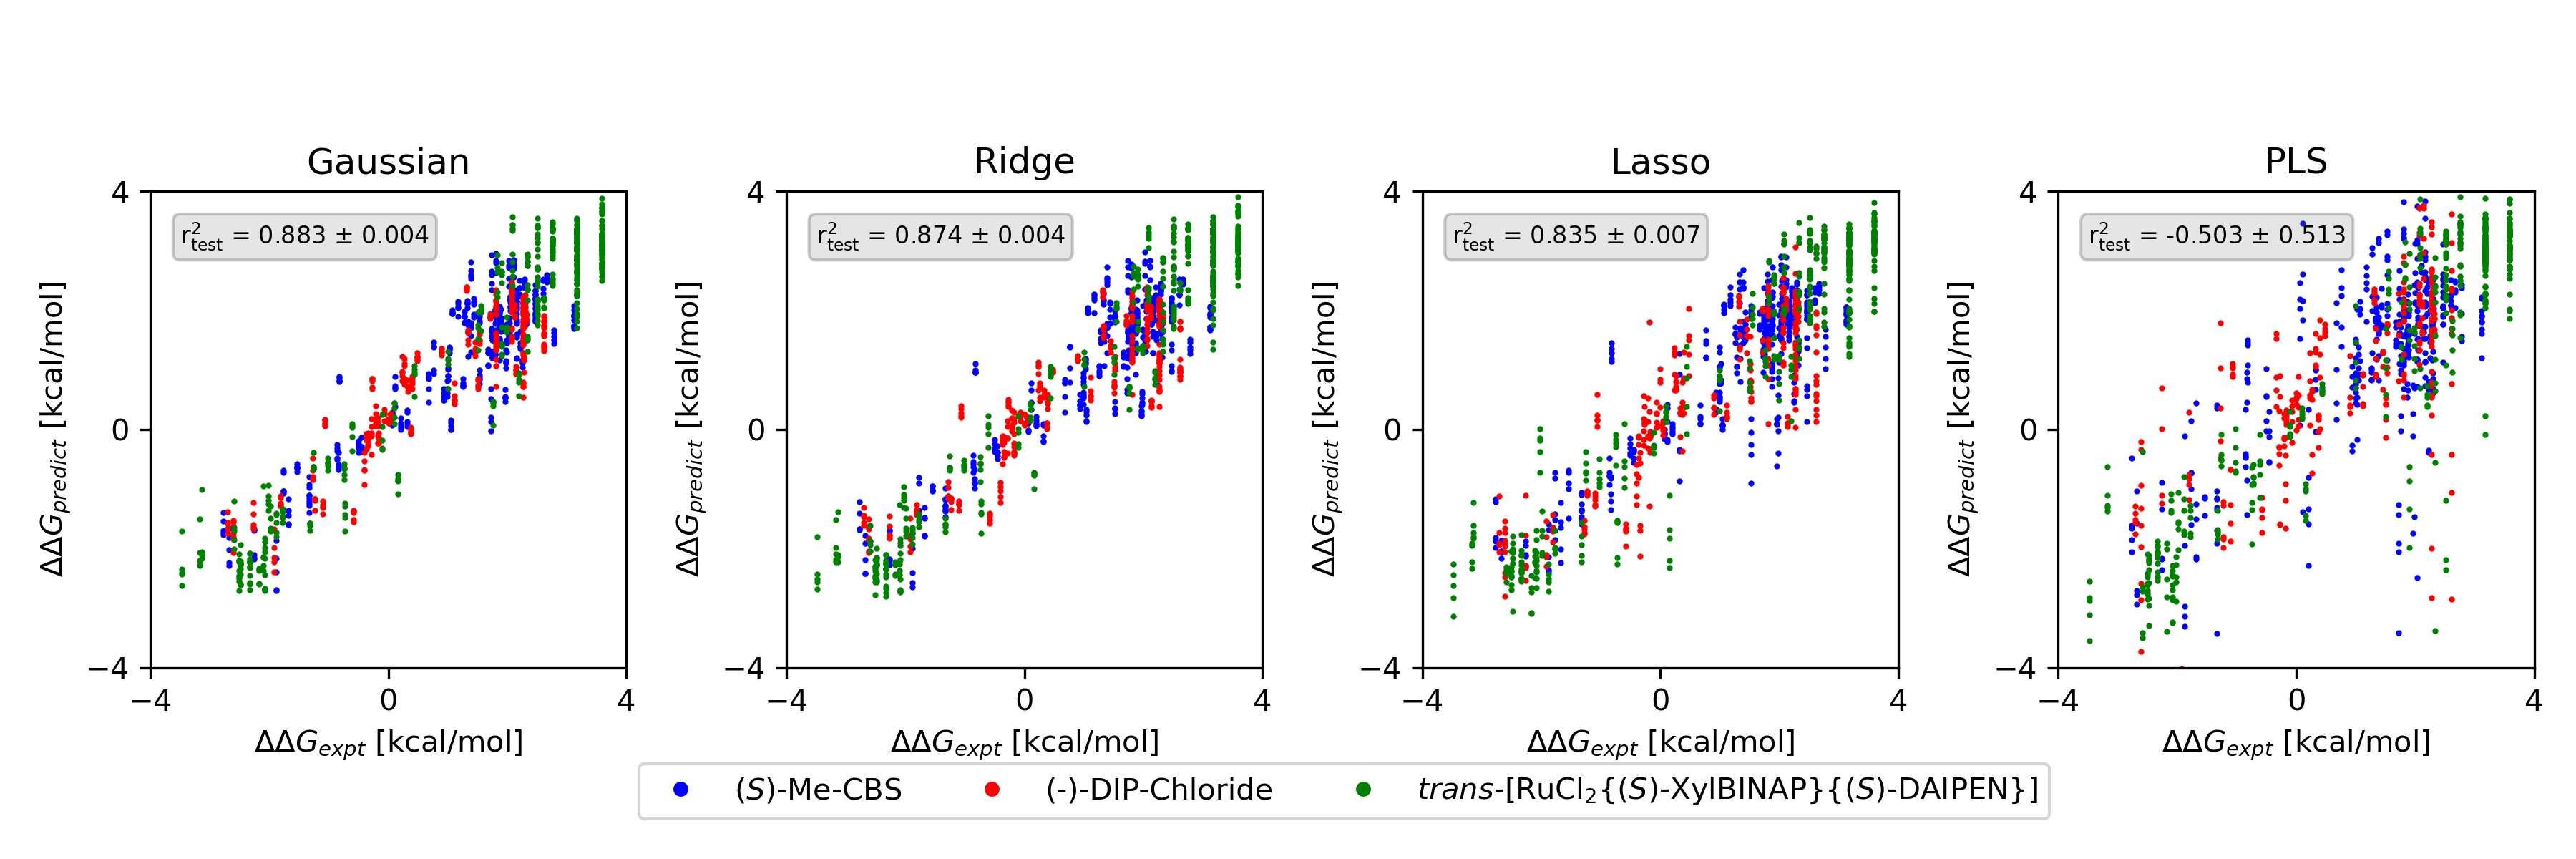 Gaussian
4
r²test = 0.883 ± 0.004
0
−4
−4 0 4
ΔΔGpredict [kcal/mol]
ΔΔGexpt [kcal/mol]
Ridge
4
r²test = 0.874 ± 0.004
0
−4
−4 0 4
ΔΔGpredict [kcal/mol]
ΔΔGexpt [kcal/mol]
Lasso
4
r²test = 0.835 ± 0.007
0
−4
−4 0 4
ΔΔGpredict [kcal/mol]
ΔΔGexpt [kcal/mol]
PLS
4
r²test = -0.503 ± 0.513
0
−4
−4 0 4
ΔΔGpredict [kcal/mol]
ΔΔGexpt [kcal/mol]
(S)-Me-CBS (-)-DIP-Chloride trans-[RuCl₂{(S)-XylBINAP}{(S)-DAIPEN}]